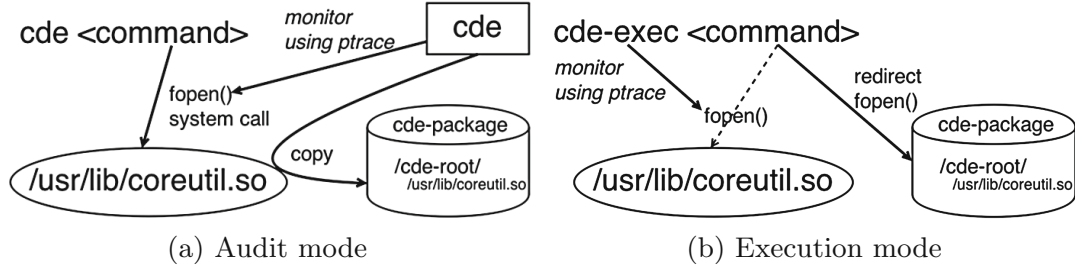 cde <command>
monitor
using ptrace
cde
fopen()
system call
copy
cde-package
/cde-root/
/usr/lib/coreutil.so
/usr/lib/coreutil.so
(a) Audit mode
cde-exec <command>
monitor
using ptrace
fopen()
redirect
fopen()
cde-package
/cde-root/
/usr/lib/coreutil.so
/usr/lib/coreutil.so
(b) Execution mode